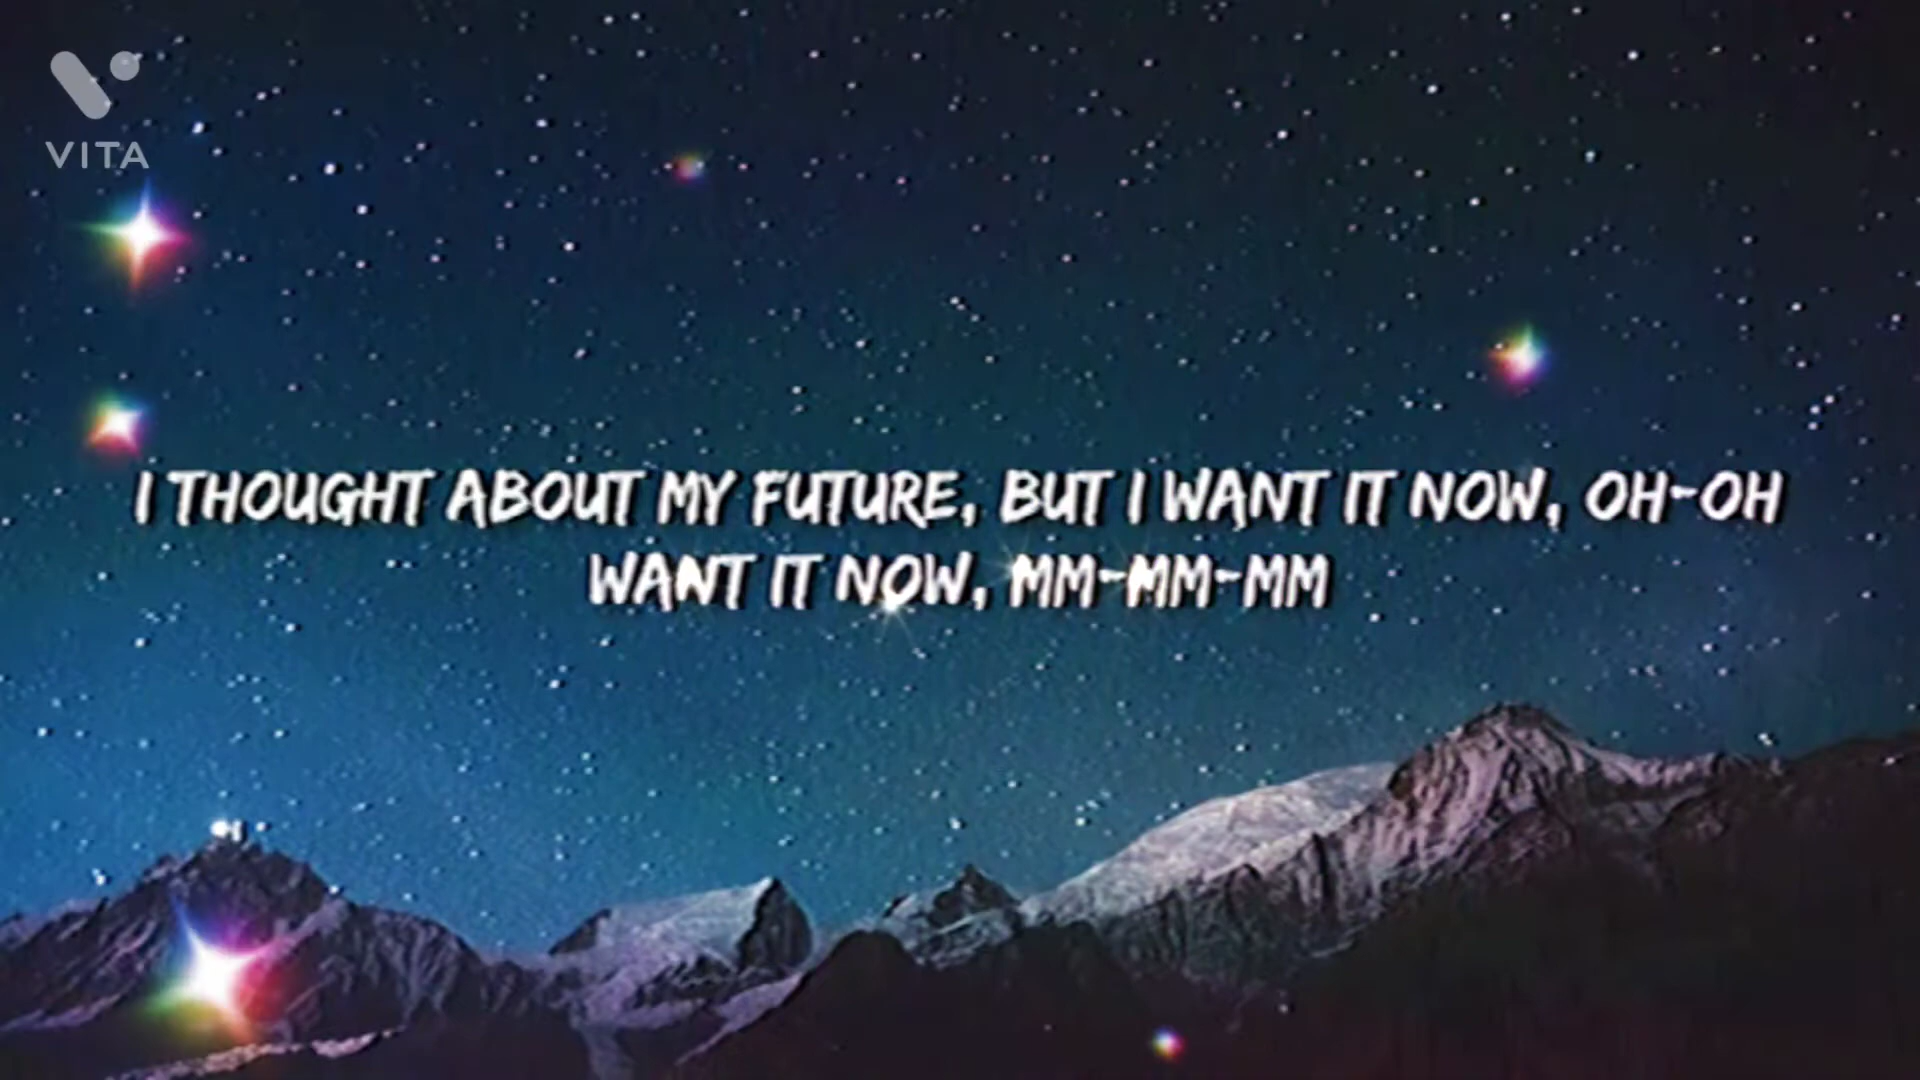 VITA
I THOUGHT ABOUT MY FUTURE, BUT I WANT IT NOW, OH-OH
WANT IT NOW, MM-MM-MM